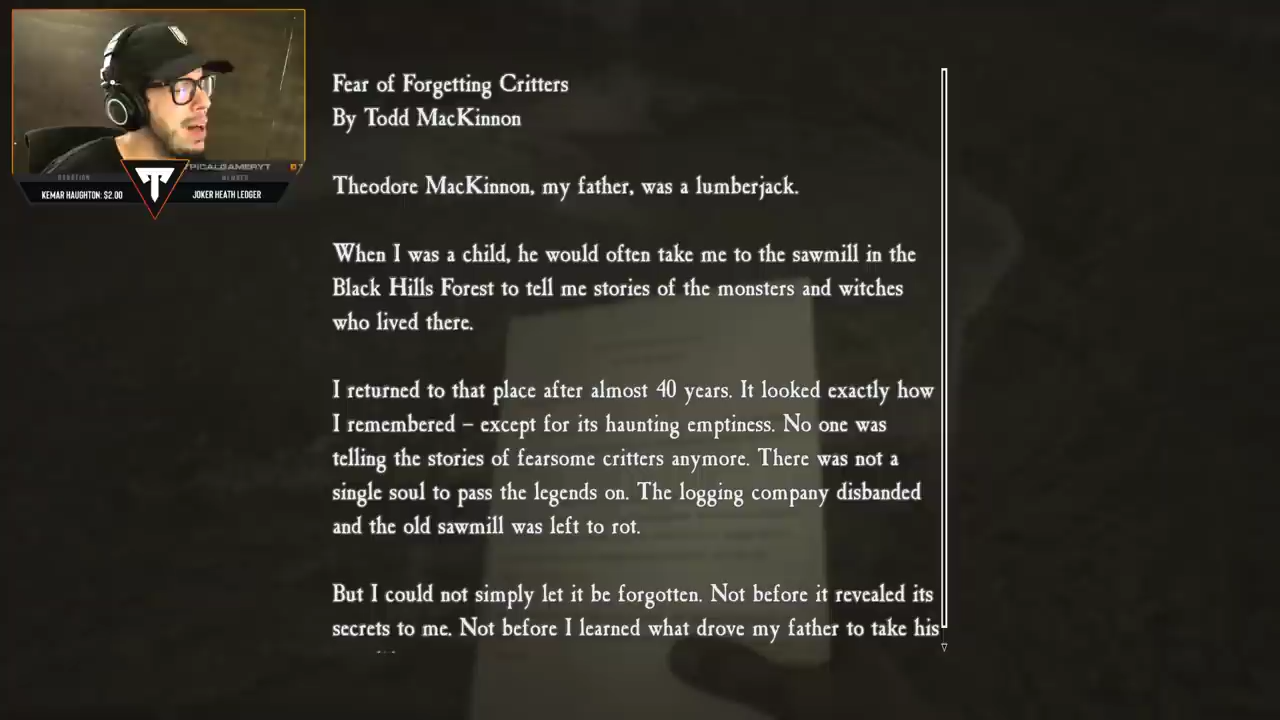 Fear of Forgetting Critters
By Todd MacKinnon
Theodore MacKinnon, my father, was a lumberjack.
When I was a child, he would often take me to the sawmill in the
Black Hills Forest to tell me stories of the monsters and witches
who lived there.
I returned to that place after almost 40 years. It looked exactly how
I remembered – except for its haunting emptiness. No one was
telling the stories of fearsome critters anymore. There was not a
single soul to pass the legends on. The logging company disbanded
and the old sawmill was left to rot.
But I could not simply let it be forgotten. Not before it revealed its
secrets to me. Not before I learned what drove my father to take his
DONATION
KEMAR HAUGHTON: $2.00
MEMBER
JOKER HEATH LEDGER